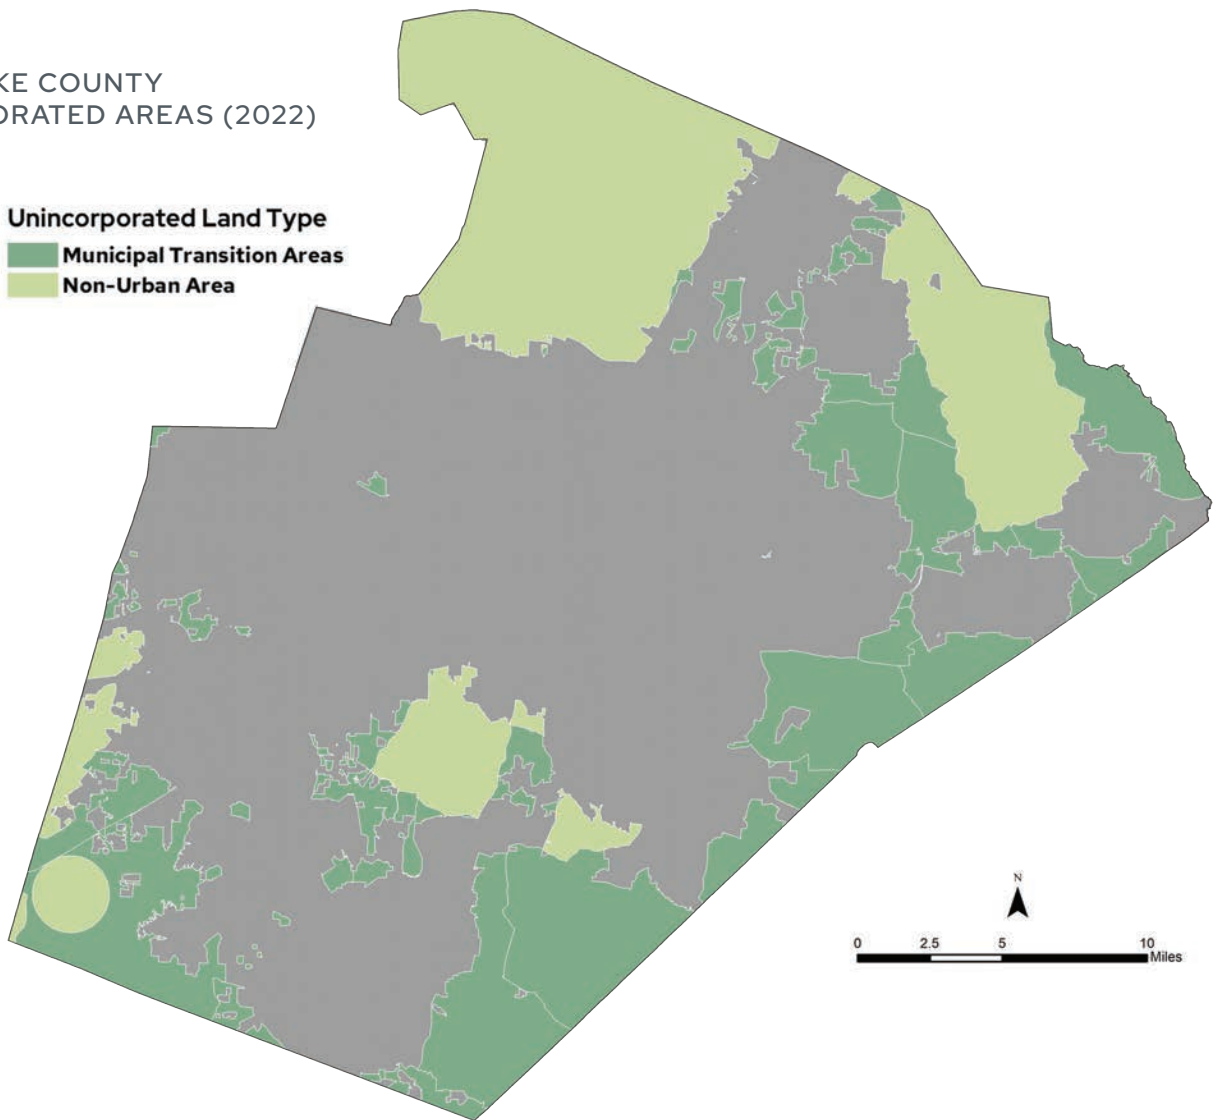 KE COUNTY
ORATED AREAS (2022)
Unincorporated Land Type
Municipal Transition Areas
Non-Urban Area
N
0 2.5 5 10
Miles